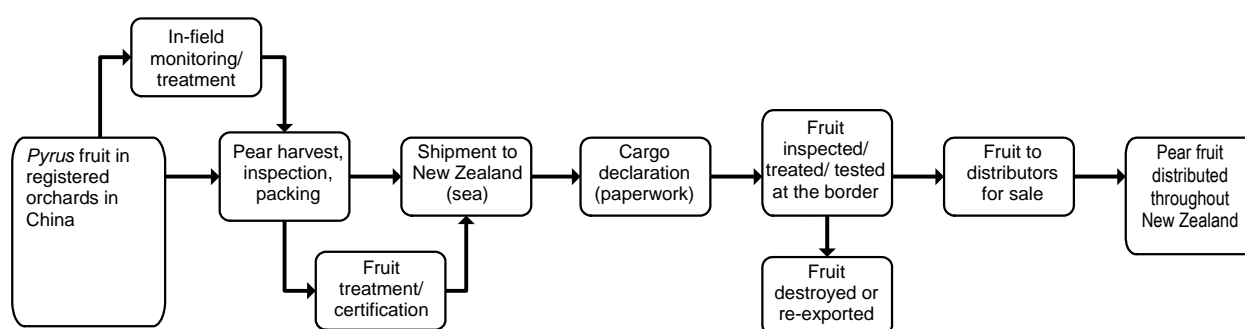 In-field
monitoring/
treatment
Pyrus fruit in
registered
orchards in
China
Pear harvest,
inspection,
packing
Fruit
treatment/
certification
Shipment to
New Zealand
(sea)
Cargo
declaration
(paperwork)
Fruit
inspected/
treated/ tested
at the border
Fruit
destroyed or
re-exported
Fruit to
distributors
for sale
Pear fruit
distributed
throughout
New Zealand